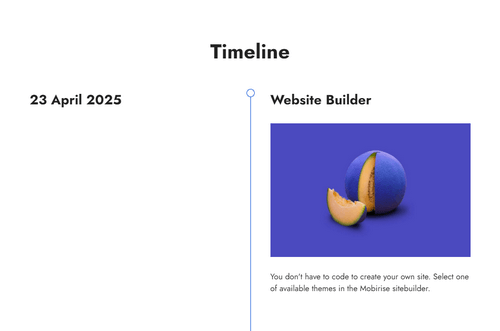 Timeline
23 April 2025
Website Builder
You don't have to code to create your own site. Select one
of available themes in the Mobirise sitebuilder.